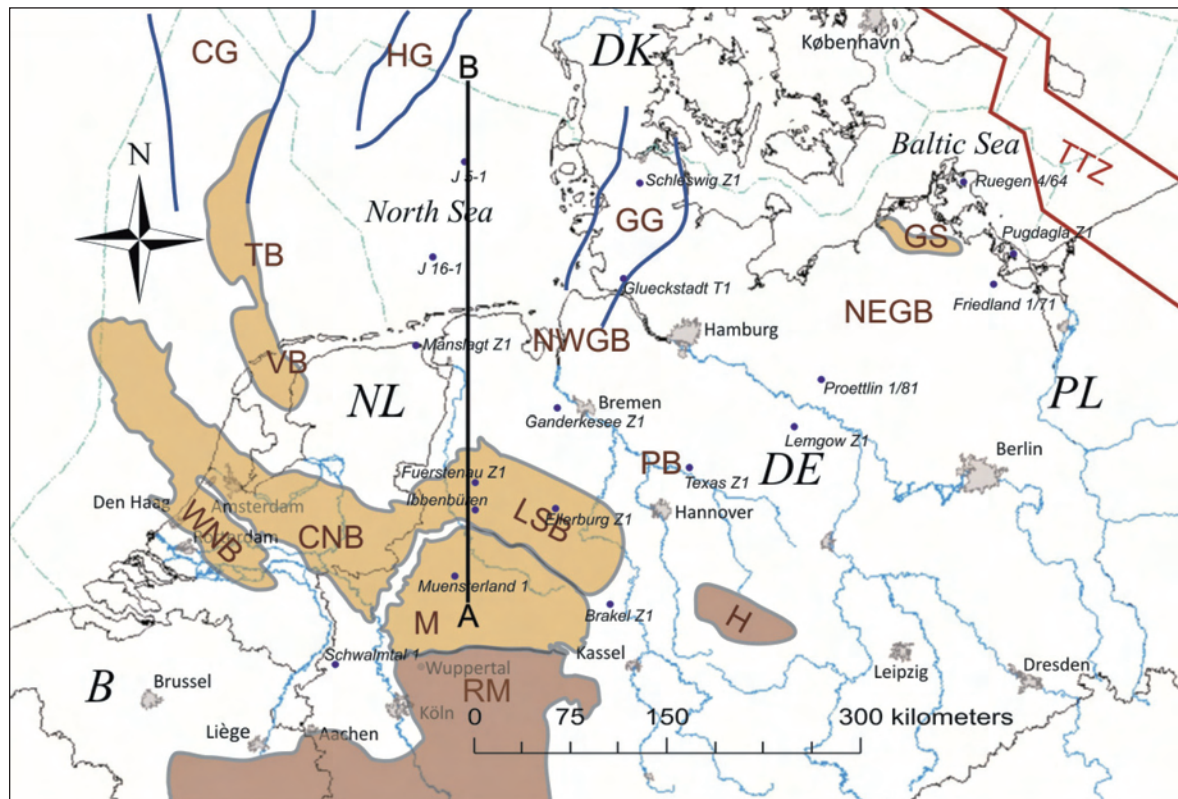 København
CG
HG
DK
B
N
Baltic Sea
TTZ
J 5-1
Schleswig Z1
Ruegen 4/64
North Sea
GG
GS
Pugdagla Z1
TB
J 16-1
Glueckstadt T1
Friedland 1/71
NEGB
Hamburg
NWGB
Manslagt Z1
VB
NL
Proettlin 1/81
PL
Bremen
Ganderkesee Z1
Lemgow Z1
PB
DE
Berlin
Fuerstenau Z1
Texas Z1
Den Haag
Amsterdam
Ibbenbüren
LSB
Ellerburg Z1
Hannover
WNB
Rotterdam
CNB
Muensterland 1
Brakel Z1
M
A
H
Schwalmtal 1
Wuppertal
Kassel
Leipzig
Dresden
B
Brussel
RM
Köln
0 75 150 300 kilometers
Liège
Aachen